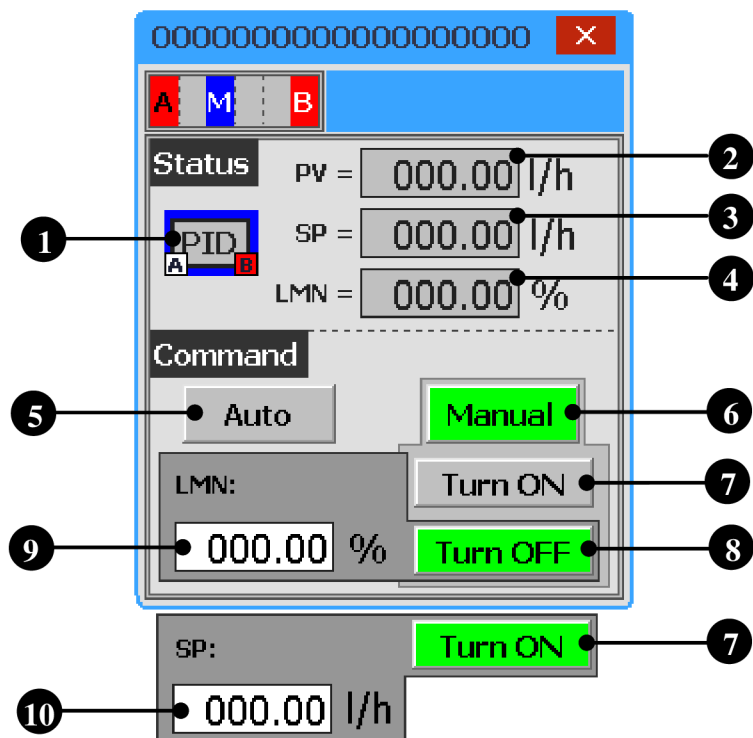 00000000000000000000
A M B
Status
PV = 000.00 l/h
2
1
PID
A B
SP = 000.00 l/h
3
LMN = 000.00 %
4
Command
5
Auto
Manual
6
LMN:
Turn ON
7
9
000.00 %
Turn OFF
8
SP:
Turn ON
7
10
000.00 l/h